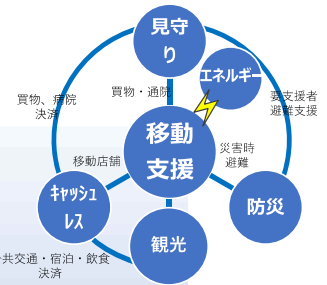 見守
り
エネルギー
買物、病院
決済
買物・通院
要支援者
避難支援
移動
支援
災害時
避難
移動店舗
ｷｬｯｼｭ
ﾚｽ
防災
観光
共交通・宿泊・飲食
決済